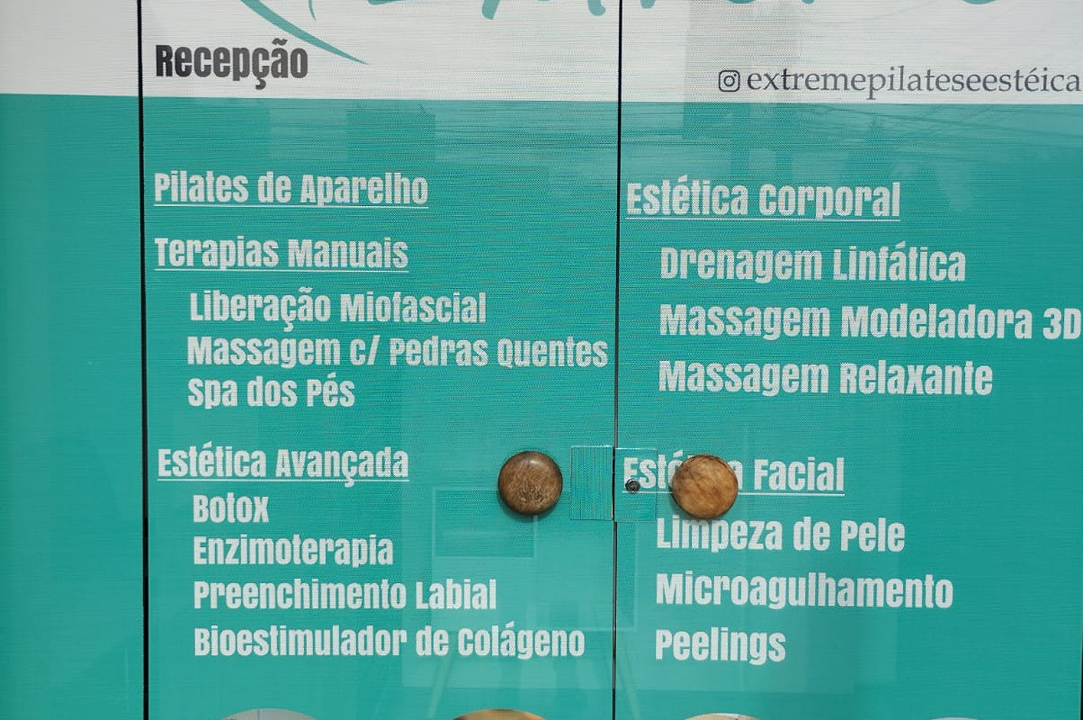 Recepção
extremepilateseestéica
Pilates de Aparelho
Terapias Manuais
Liberação Miofascial
Massagem c/ Pedras Quentes
Spa dos Pés
Estética Avançada
Botox
Enzimoterapia
Preenchimento Labial
Bioestimulador de Colágeno
Estética Corporal
Drenagem Linfática
Massagem Modeladora 3D
Massagem Relaxante
Estética Facial
Limpeza de Pele
Microagulhamento
Peelings